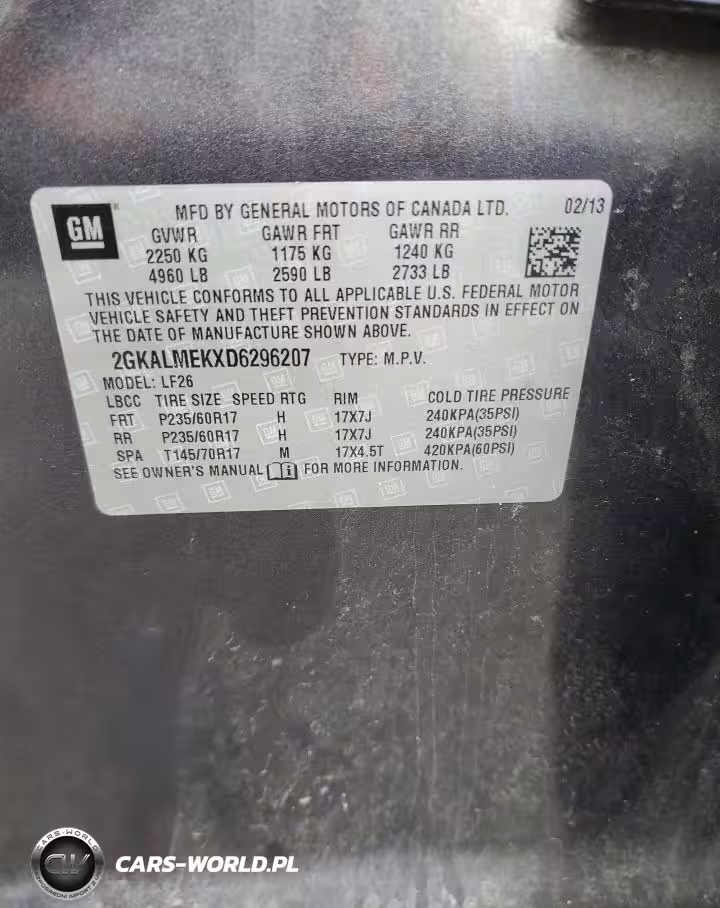 GM
MFD BY GENERAL MOTORS OF CANADA LTD. 02/13
GVWR GAWR FRT GAWR RR
2250 KG 1175 KG 1240 KG
4960 LB 2590 LB 2733 LB
THIS VEHICLE CONFORMS TO ALL APPLICABLE U.S. FEDERAL MOTOR
VEHICLE SAFETY AND THEFT PREVENTION STANDARDS IN EFFECT ON
THE DATE OF MANUFACTURE SHOWN ABOVE.
2GKALMEKXD6296207 TYPE: M.P.V.
MODEL: LF26
LBCC TIRE SIZE SPEED RTG RIM COLD TIRE PRESSURE
FRT P235/60R17 H 17X7J 240KPA(35PSI)
RR P235/60R17 H 17X7J 240KPA(35PSI)
SPA T145/70R17 M 17X4.5T 420KPA(60PSI)
SEE OWNER'S MANUAL FOR MORE INFORMATION.
CARS-WORLD
CW
CARS-WORLD.PL